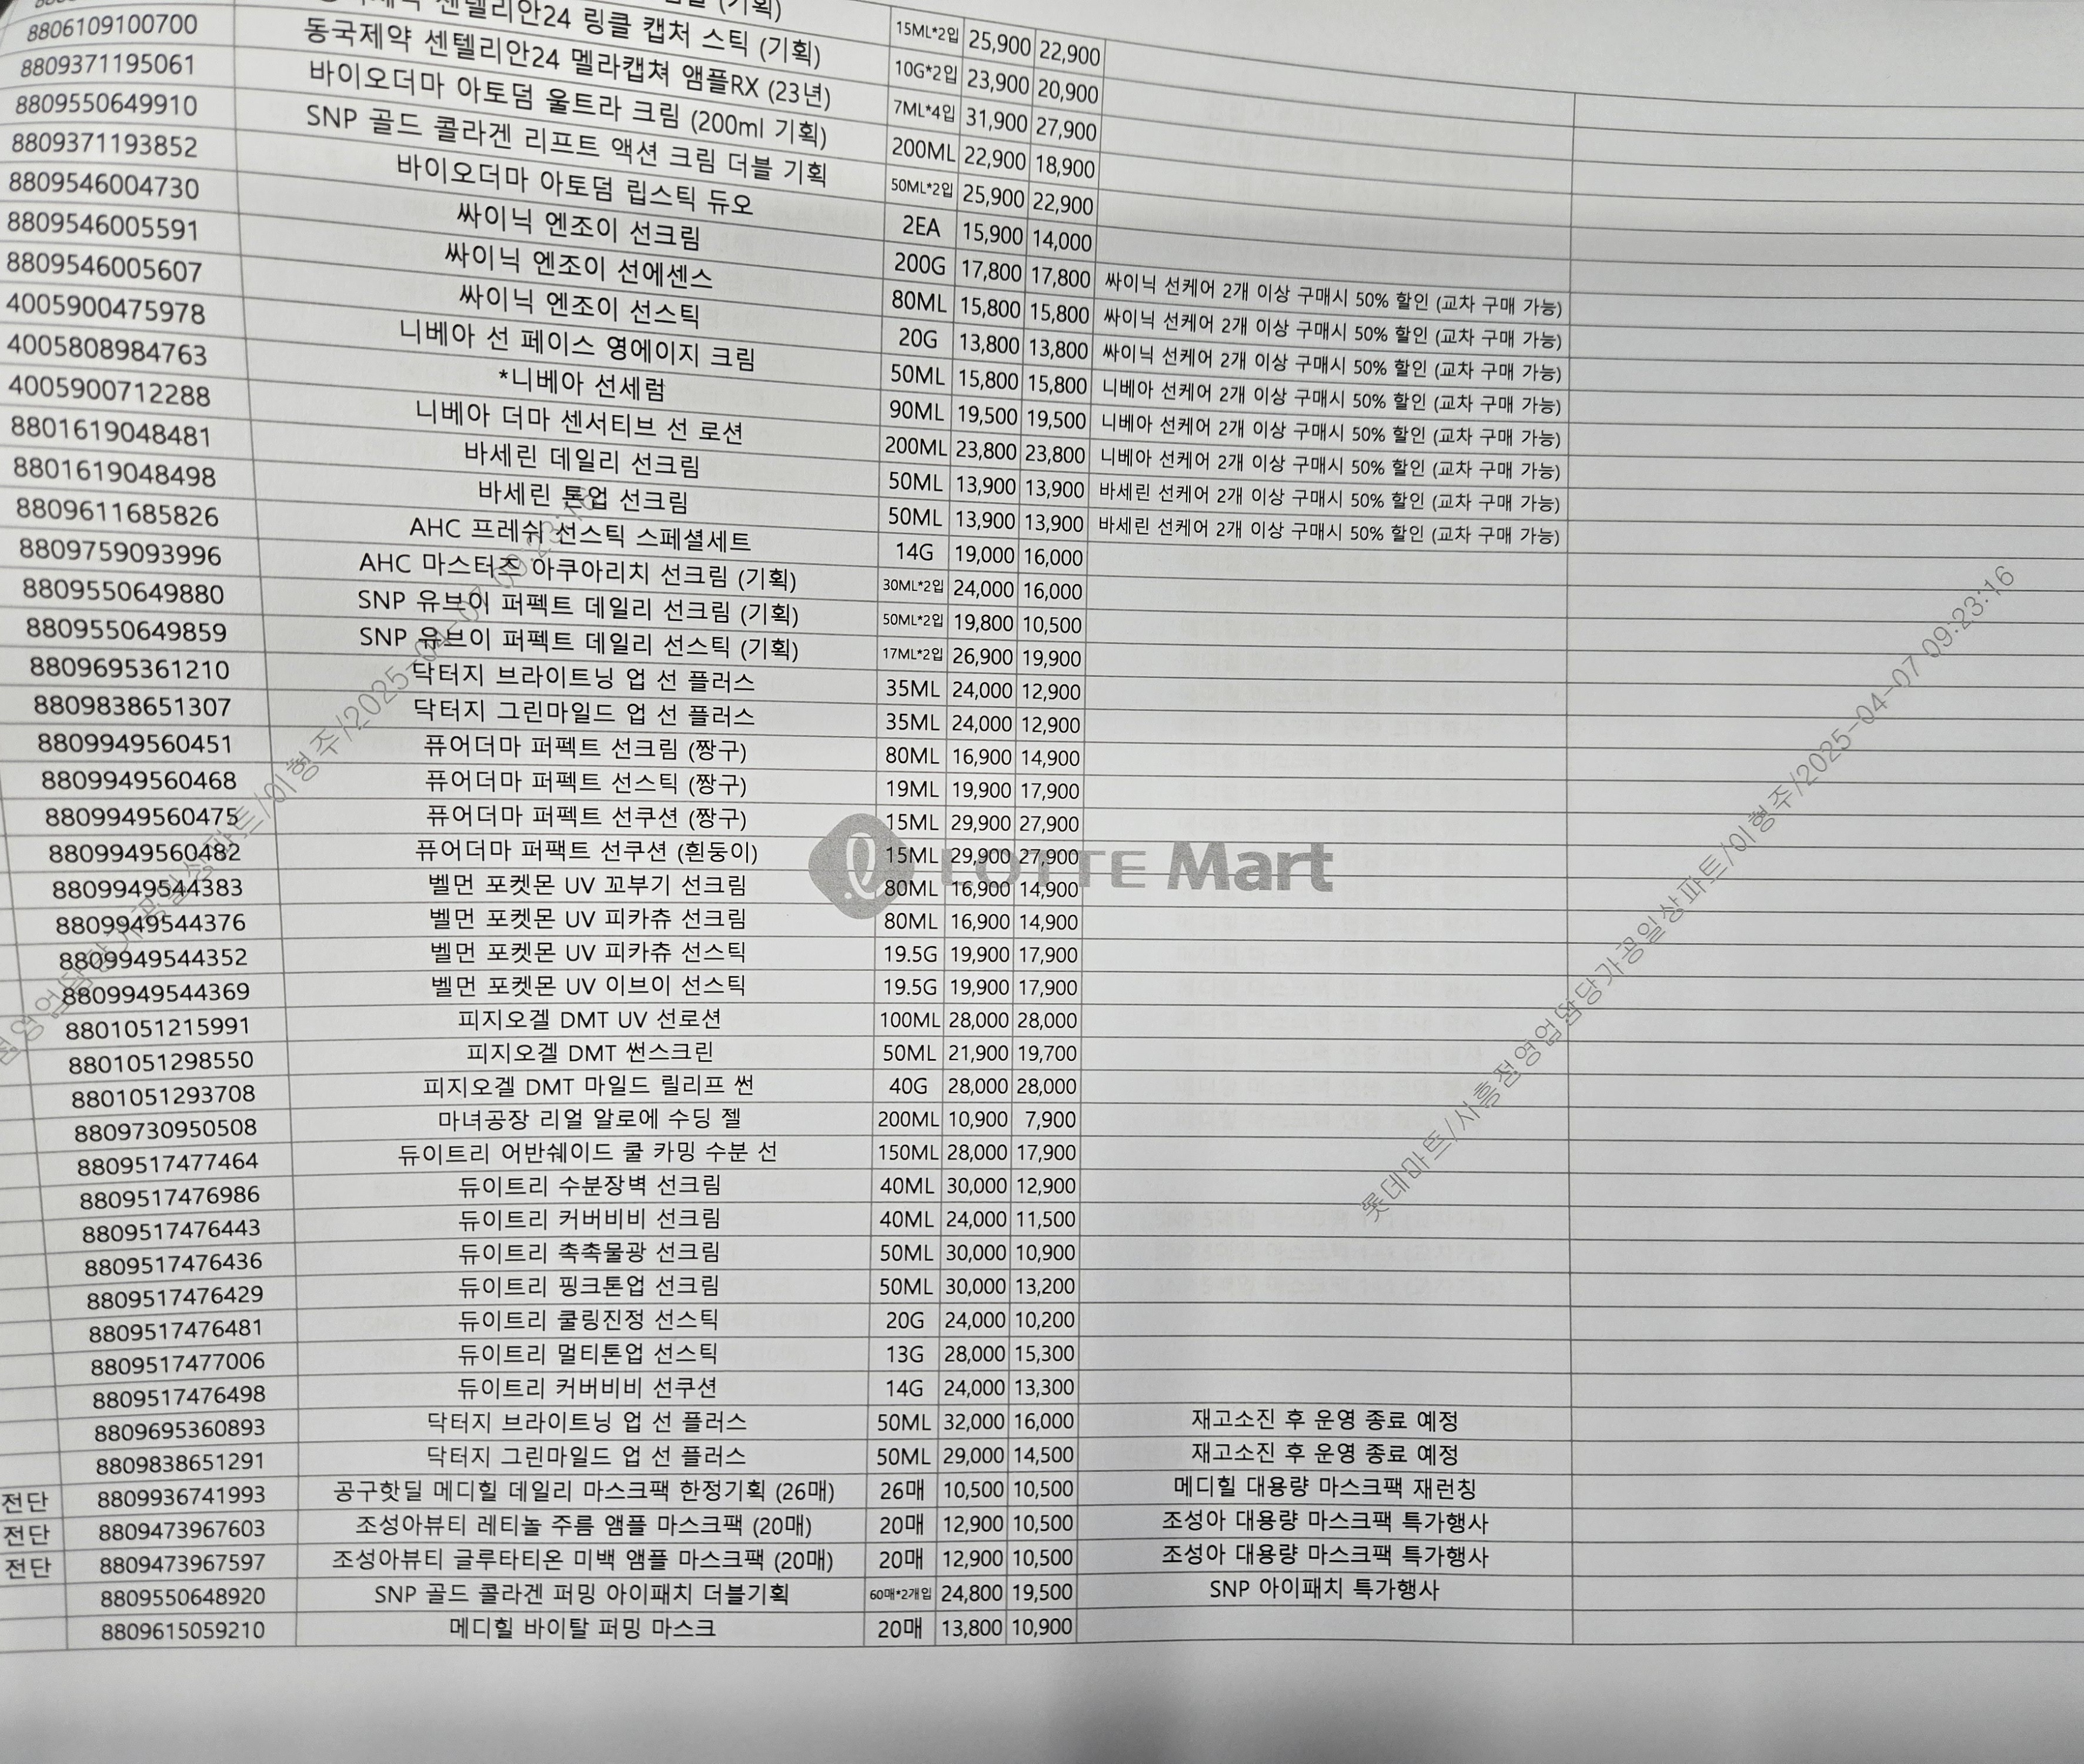 (기획) 15ML*2입 25,900 22,900
센텔리안24 링클 캡처 스틱 (기획) 10G*2입 23,900 20,900
8806109100700 동국제약 센텔리안24 멜라캡쳐 앰플RX (23년) 7ML*4입 31,900 27,900
8809371195061 바이오더마 아토덤 울트라 크림 (200ml 기획) 200ML 22,900 18,900
8809550649910 SNP 골드 콜라겐 리프트 액션 크림 더블 기획 50ML*2입 25,900 22,900
8809371193852 바이오더마 아토덤 립스틱 듀오 2EA 15,900 14,000
8809546004730 싸이닉 엔조이 선크림 200G 17,800 17,800 싸이닉 선케어 2개 이상 구매시 50% 할인 (교차 구매 가능)
8809546005591 싸이닉 엔조이 선에센스 80ML 15,800 15,800 싸이닉 선케어 2개 이상 구매시 50% 할인 (교차 구매 가능)
8809546005607 싸이닉 엔조이 선스틱 20G 13,800 13,800 싸이닉 선케어 2개 이상 구매시 50% 할인 (교차 구매 가능)
4005900475978 니베아 선 페이스 영에이지 크림 50ML 15,800 15,800 니베아 선케어 2개 이상 구매시 50% 할인 (교차 구매 가능)
4005808984763 *니베아 선세럼 90ML 19,500 19,500 니베아 선케어 2개 이상 구매시 50% 할인 (교차 구매 가능)
4005900712288 니베아 더마 센서티브 선 로션 200ML 23,800 23,800 니베아 선케어 2개 이상 구매시 50% 할인 (교차 구매 가능)
8801619048481 바세린 데일리 선크림 50ML 13,900 13,900 바세린 선케어 2개 이상 구매시 50% 할인 (교차 구매 가능)
8801619048498 바세린 톤업 선크림 50ML 13,900 13,900 바세린 선케어 2개 이상 구매시 50% 할인 (교차 구매 가능)
8809611685826 AHC 프레쉬 선스틱 스페셜세트 14G 19,000 16,000
8809759093996 AHC 마스터즈 아쿠아리치 선크림 (기획) 30ML*2입 24,000 16,000
8809550649880 SNP 유브이 퍼펙트 데일리 선크림 (기획) 50ML*2입 19,800 10,500
8809550649859 SNP 유브이 퍼펙트 데일리 선스틱 (기획) 17ML*2입 26,900 19,900
8809695361210 닥터지 브라이트닝 업 선 플러스 35ML 24,000 12,900
8809838651307 닥터지 그린마일드 업 선 플러스 35ML 24,000 12,900
8809949560451 퓨어더마 퍼펙트 선크림 (짱구) 80ML 16,900 14,900
8809949560468 퓨어더마 퍼펙트 선스틱 (짱구) 19ML 19,900 17,900
8809949560475 퓨어더마 퍼펙트 선쿠션 (짱구) 15ML 29,900 27,900
8809949560482 퓨어더마 퍼팩트 선쿠션 (흰둥이) 15ML 29,900 27,900
LOTTE Mart
8809949544383 벨먼 포켓몬 UV 꼬부기 선크림 80ML 16,900 14,900
8809949544376 벨먼 포켓몬 UV 피카츄 선크림 80ML 16,900 14,900
8809949544352 벨먼 포켓몬 UV 피카츄 선스틱 19.5G 19,900 17,900
8809949544369 벨먼 포켓몬 UV 이브이 선스틱 19.5G 19,900 17,900
8801051215991 피지오겔 DMT UV 선로션 100ML 28,000 28,000
8801051298550 피지오겔 DMT 썬스크린 50ML 21,900 19,700
8801051293708 피지오겔 DMT 마일드 릴리프 썬 40G 28,000 28,000
8809730950508 마녀공장 리얼 알로에 수딩 젤 200ML 10,900 7,900
8809517477464 듀이트리 어반쉐이드 쿨 카밍 수분 선 150ML 28,000 17,900
8809517476986 듀이트리 수분장벽 선크림 40ML 30,000 12,900
8809517476443 듀이트리 커버비비 선크림 40ML 24,000 11,500
8809517476436 듀이트리 촉촉물광 선크림 50ML 30,000 10,900
8809517476429 듀이트리 핑크톤업 선크림 50ML 30,000 13,200
8809517476481 듀이트리 쿨링진정 선스틱 20G 24,000 10,200
8809517477006 듀이트리 멀티톤업 선스틱 13G 28,000 15,300
8809517476498 듀이트리 커버비비 선쿠션 14G 24,000 13,300
8809695360893 닥터지 브라이트닝 업 선 플러스 50ML 32,000 16,000 재고소진 후 운영 종료 예정
8809838651291 닥터지 그린마일드 업 선 플러스 50ML 29,000 14,500 재고소진 후 운영 종료 예정
전단 8809936741993 공구핫딜 메디힐 데일리 마스크팩 한정기획 (26매) 26매 10,500 10,500 메디힐 대용량 마스크팩 재런칭
전단 8809473967603 조성아뷰티 레티놀 주름 앰플 마스크팩 (20매) 20매 12,900 10,500 조성아 대용량 마스크팩 특가행사
전단 8809473967597 조성아뷰티 글루타티온 미백 앰플 마스크팩 (20매) 20매 12,900 10,500 조성아 대용량 마스크팩 특가행사
8809550648920 SNP 골드 콜라겐 퍼밍 아이패치 더블기획 60매*2개입 24,800 19,500 SNP 아이패치 특가행사
8809615059210 메디힐 바이탈 퍼밍 마스크 20매 13,800 10,900
이형주/2025-04-07 09:23:16
롯데마트/시흥점영업담당가공일상파트/이형주/2025-04-07 09:23:16